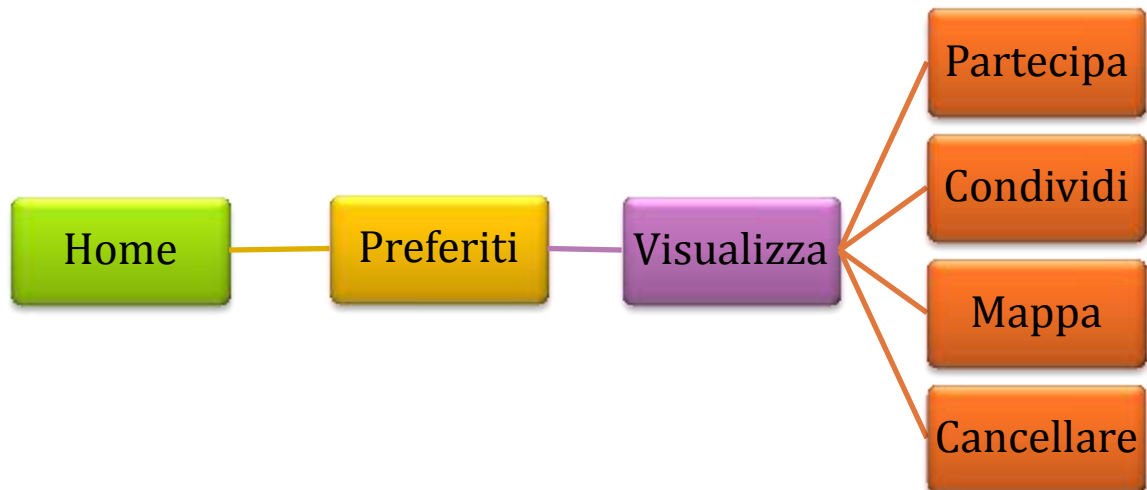 Home
Preferiti
Visualizza
Partecipa
Condividi
Mappa
Cancellare